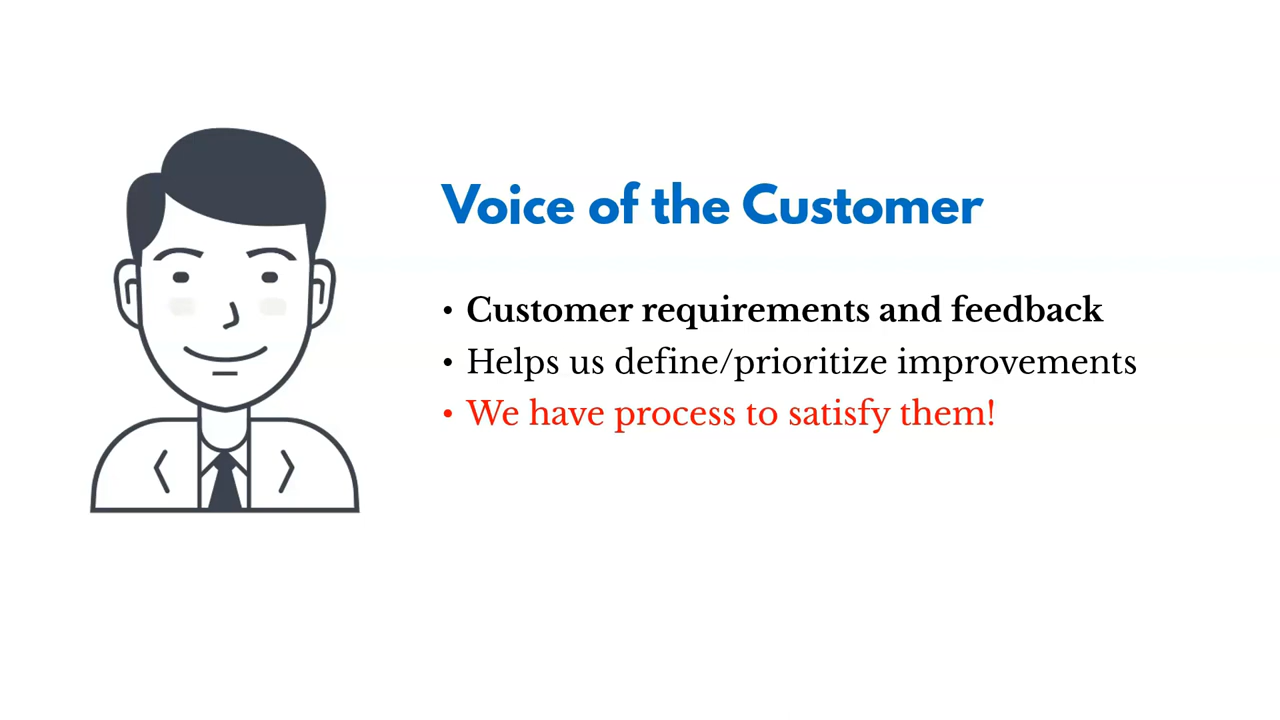 Voice of the Customer
• Customer requirements and feedback
• Helps us define/prioritize improvements
• We have process to satisfy them!